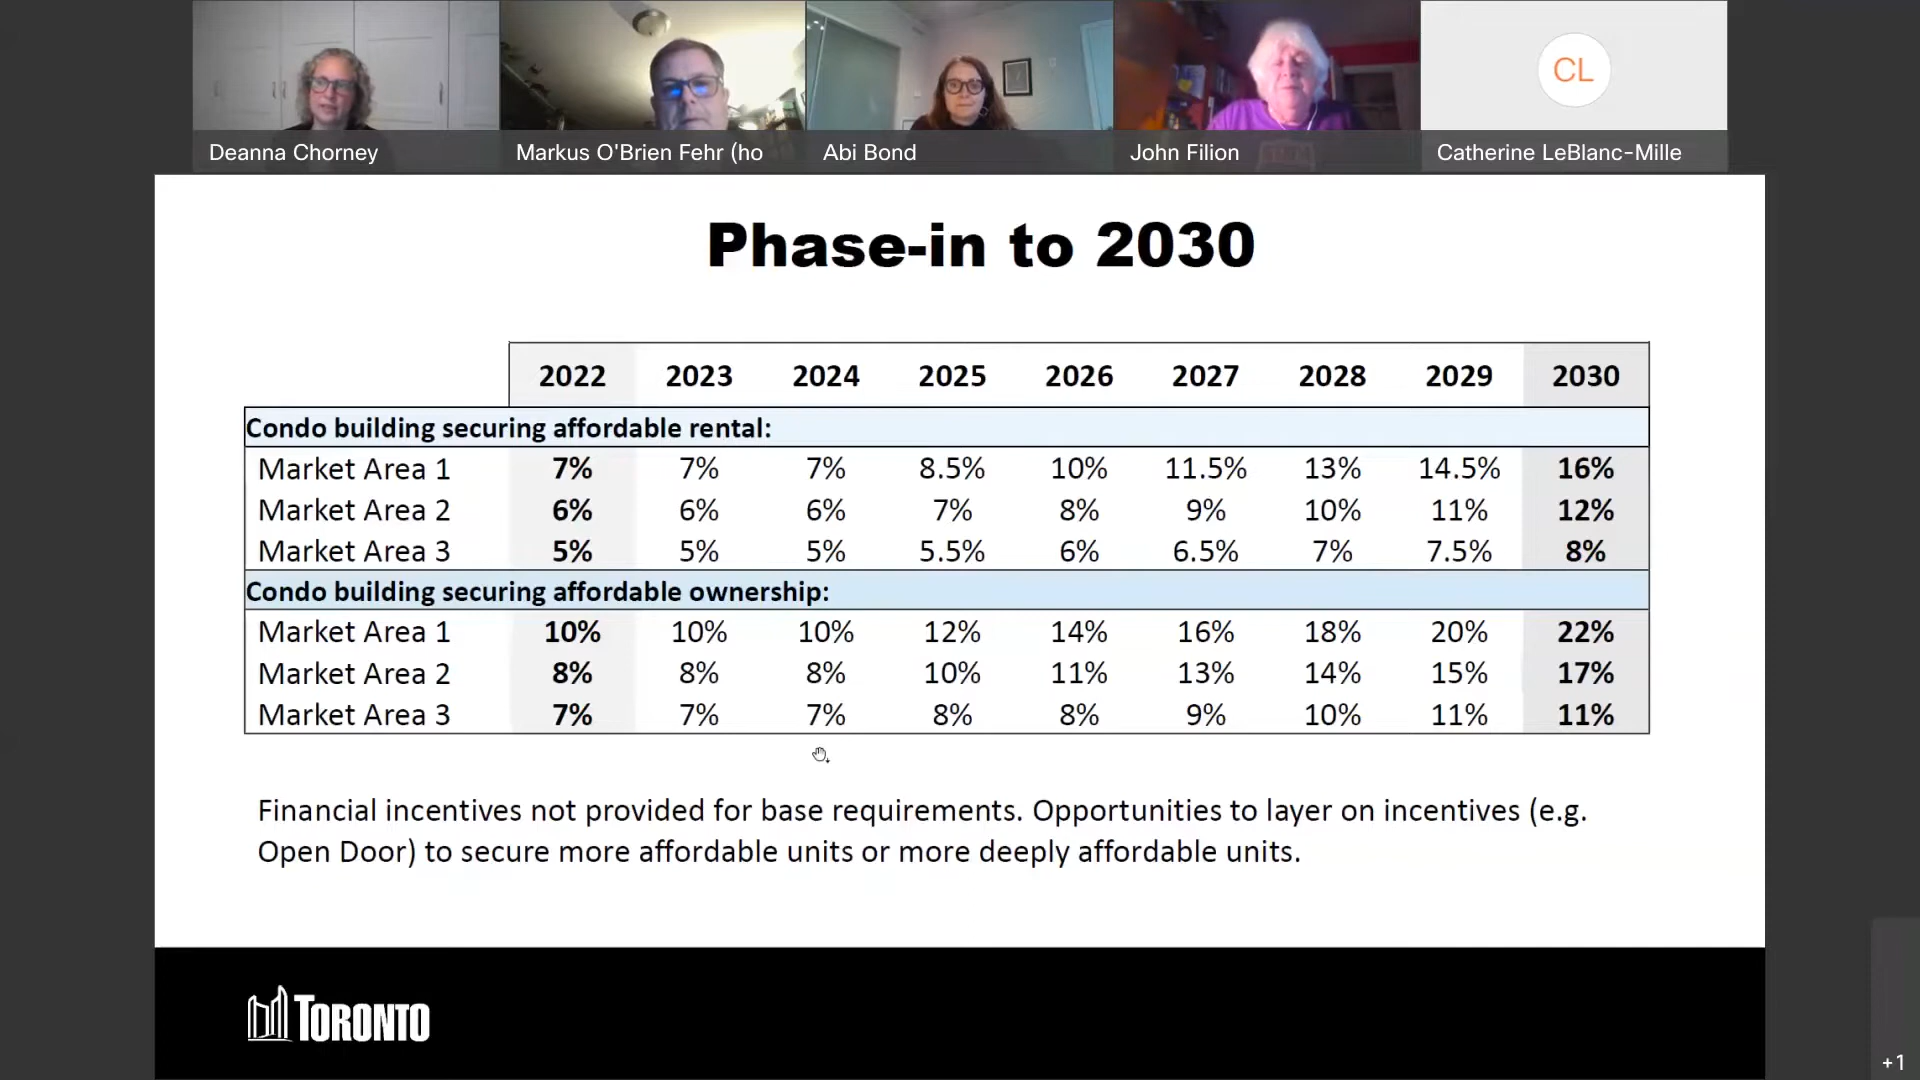 CL
Deanna Chorney
Markus O'Brien Fehr (ho
Abi Bond
John Filion
Catherine LeBlanc-Mille
Phase-in to 2030
2022 2023 2024 2025 2026 2027 2028 2029 2030
Condo building securing affordable rental:
Market Area 1 7% 7% 7% 8.5% 10% 11.5% 13% 14.5% 16%
Market Area 2 6% 6% 6% 7% 8% 9% 10% 11% 12%
Market Area 3 5% 5% 5% 5.5% 6% 6.5% 7% 7.5% 8%
Condo building securing affordable ownership:
Market Area 1 10% 10% 10% 12% 14% 16% 18% 20% 22%
Market Area 2 8% 8% 8% 10% 11% 13% 14% 15% 17%
Market Area 3 7% 7% 7% 8% 8% 9% 10% 11% 11%
Financial incentives not provided for base requirements. Opportunities to layer on incentives (e.g.
Open Door) to secure more affordable units or more deeply affordable units.
TORONTO
+1